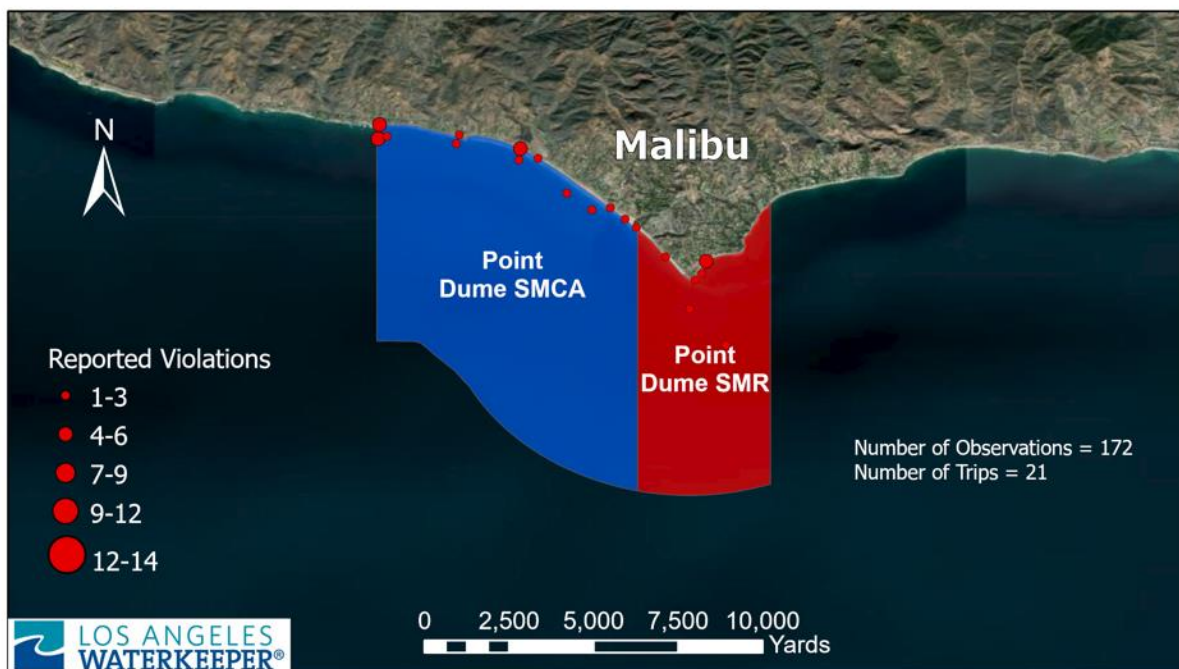 N
Malibu
Point
Dume SMCA
Point
Dume SMR
Reported Violations
1-3
4-6
7-9
9-12
12-14
Number of Observations = 172
Number of Trips = 21
0 2,500 5,000 7,500 10,000
Yards
LOS ANGELES
WATERKEEPER®